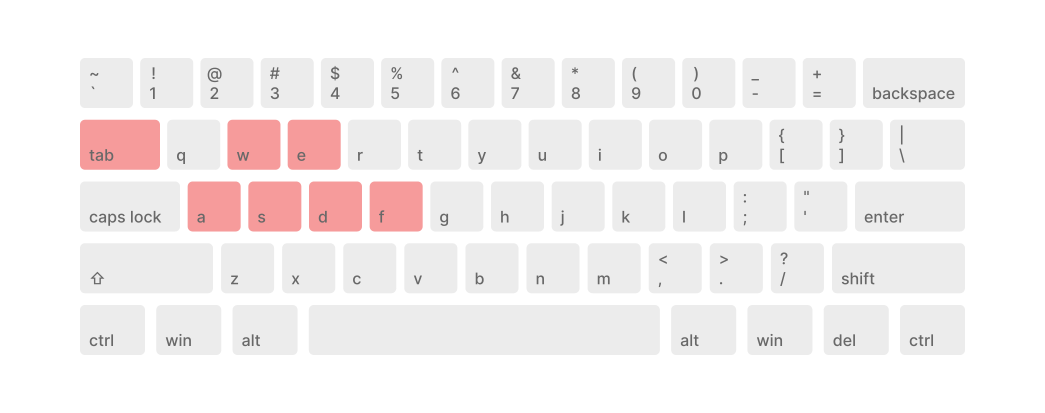 ~ ! @ # $ % ^ & * ( ) _ +
` 1 2 3 4 5 6 7 8 9 0 - = backspace
{ } |
tab q w e r t y u i o p [ ] \
: "
caps lock a s d f g h j k l ; ' enter
< > ?
⇧ z x c v b n m , . / shift
ctrl win alt alt win del ctrl